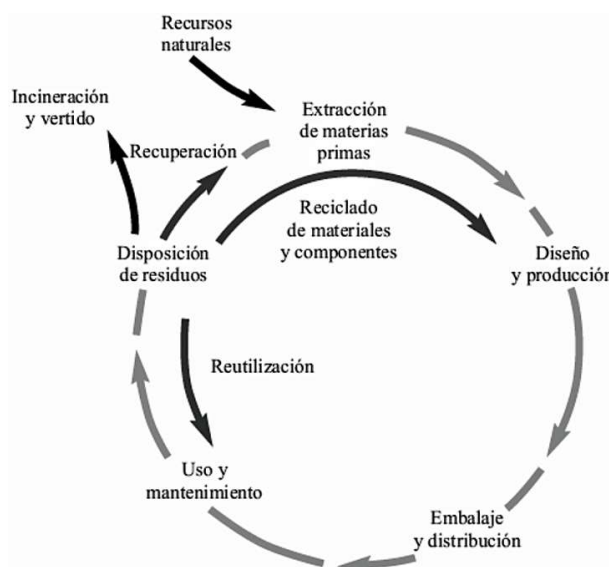 Recursos
naturales
Incineración
y vertido
Extracción
de materias
primas
Recuperación
Reciclado
de materiales
y componentes
Disposición
de residuos
Diseño
y producción
Reutilización
Uso y
mantenimiento
Embalaje
y distribución